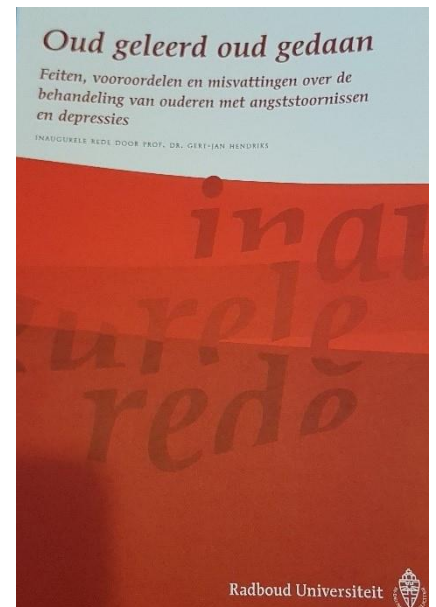 Oud geleerd oud gedaan
Feiten, vooroordelen en misvattingen over de
behandeling van ouderen met angststoornissen
en depressies
INAUGURELE REDE DOOR PROF. DR. GERT-JAN HENDRIKS
inau
gurele
rede
Radboud Universiteit